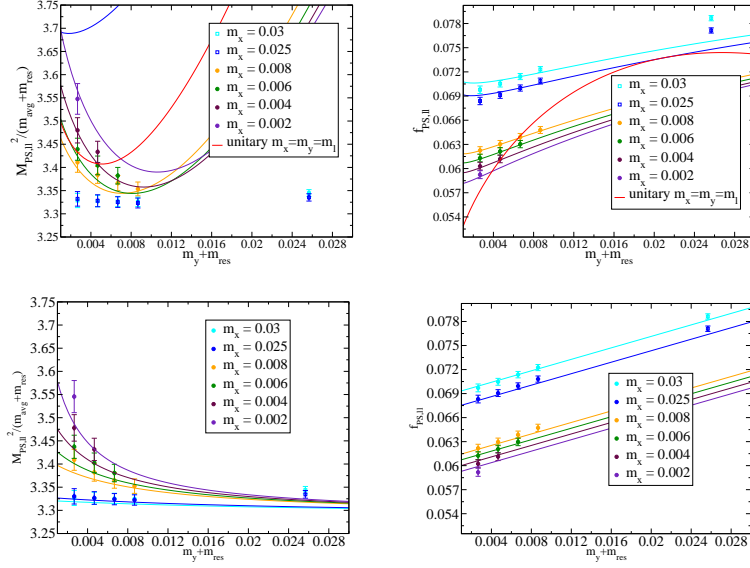 3.75
3.7
3.65
3.6
3.55
3.5
3.45
3.4
3.35
3.3
3.25
M_PS,ll^2/(m_avg+m_res)
m_x = 0.03
m_x = 0.025
m_x = 0.008
m_x = 0.006
m_x = 0.004
m_x = 0.002
unitary m_x=m_y=m_l
0.004 0.008 0.012 0.016 0.02 0.024 0.028
m_y+m_res
0.078
0.075
0.072
0.069
0.066
0.063
0.06
0.057
0.054
f_PS,ll
m_x = 0.03
m_x = 0.025
m_x = 0.008
m_x = 0.006
m_x = 0.004
m_x = 0.002
unitary m_x=m_y=m_l
0.004 0.008 0.012 0.016 0.02 0.024 0.028
m_y+m_res
3.75
3.7
3.65
3.6
3.55
3.5
3.45
3.4
3.35
3.3
3.25
M_PS,ll^2/(m_avg+m_res)
m_x = 0.03
m_x = 0.025
m_x = 0.008
m_x = 0.006
m_x = 0.004
m_x = 0.002
0.004 0.008 0.012 0.016 0.02 0.024 0.028
m_y+m_res
0.078
0.075
0.072
0.069
0.066
0.063
0.06
0.057
0.054
f_PS,ll
m_x = 0.03
m_x = 0.025
m_x = 0.008
m_x = 0.006
m_x = 0.004
m_x = 0.002
0.004 0.008 0.012 0.016 0.02 0.024 0.028
m_y+m_res